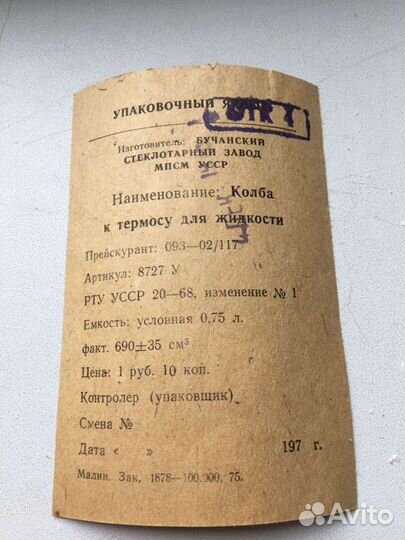 УПАКОВОЧНЫЙ
ОТК 1
Изготовитель: БУЧАНСКИЙ
СТЕКЛОТАРНЫЙ ЗАВОД
МПСМ УССР
Наименование: Колба
к термосу для жидкости
Прейскурант: 093—02/117
Артикул: 8727 У
РТУ УССР 20—68, изменение № 1
Емкость: условная 0,75 л.
факт. 690±35 см³
Цена: 1 руб. 10 коп.
Контролер (упаковщик)
Смена №
Дата « » 197 г.
Малин. Зак. 1878—100.000. 75.
Avito